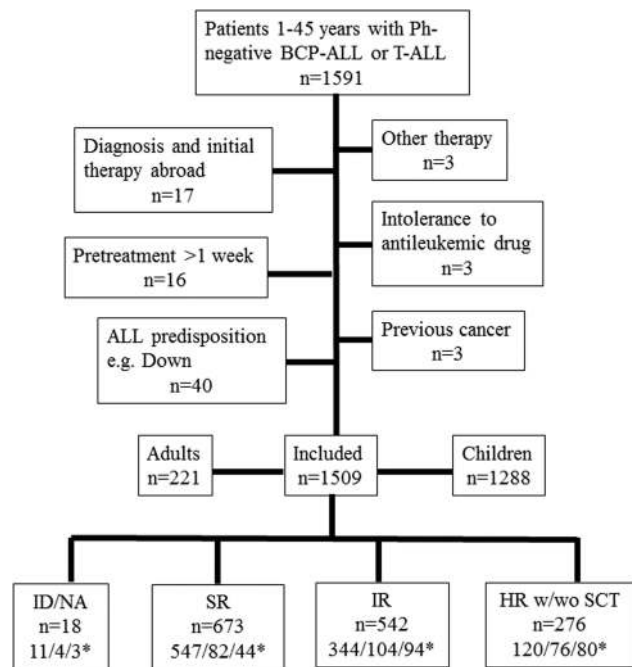 Patients 1-45 years with Ph-
negative BCP-ALL or T-ALL
n=1591
Diagnosis and initial
therapy abroad
n=17
Other therapy
n=3
Intolerance to
antileukemic drug
n=3
Pretreatment >1 week
n=16
Previous cancer
n=3
ALL predisposition
e.g. Down
n=40
Adults
n=221
Included
n=1509
Children
n=1288
ID/NA
n=18
11/4/3*
SR
n=673
547/82/44*
IR
n=542
344/104/94*
HR w/wo SCT
n=276
120/76/80*